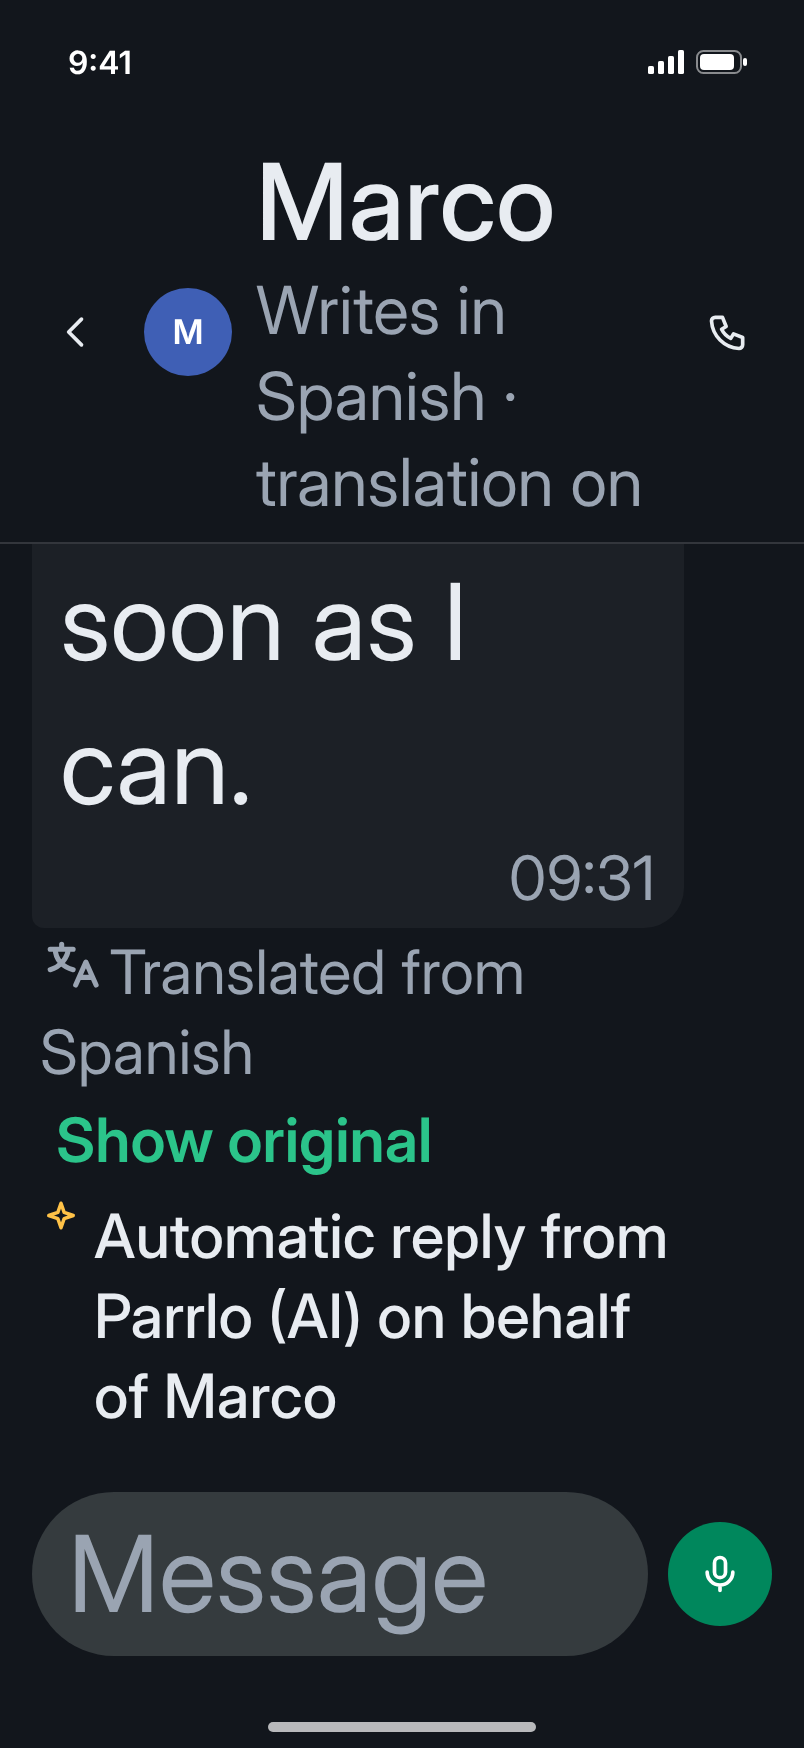 9:41
Marco
M
Writes in
Spanish ·
translation on
soon as I
can.
09:31
Translated from
Spanish
Show original
Automatic reply from
Parrlo (AI) on behalf
of Marco
Message